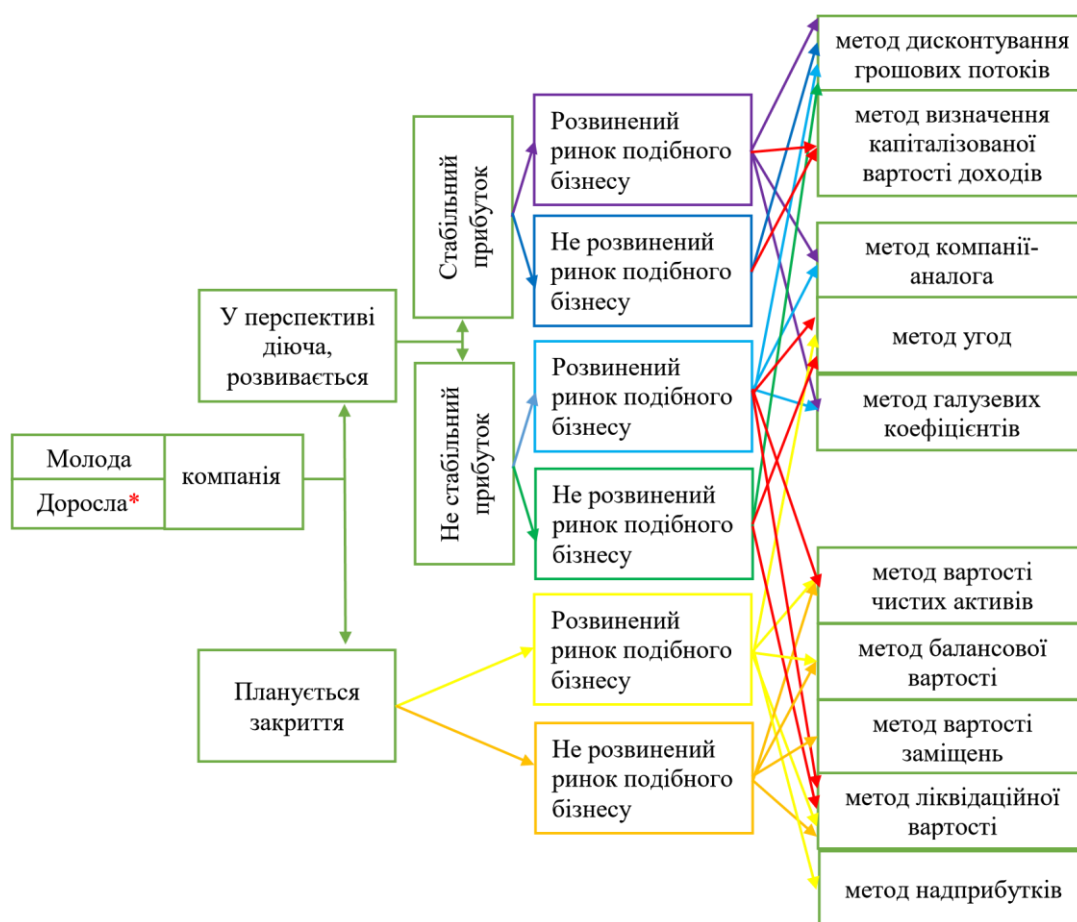 Молода
Доросла*
компанія
У перспективі
діюча,
розвивається
Планується
закриття
Стабільний
прибуток
Не стабільний
прибуток
Розвинений
ринок подібного
бізнесу
Не розвинений
ринок подібного
бізнесу
Розвинений
ринок подібного
бізнесу
Не розвинений
ринок подібного
бізнесу
Розвинений
ринок подібного
бізнесу
Не розвинений
ринок подібного
бізнесу
метод дисконтування
грошових потоків
метод визначення
капіталізованої
вартості доходів
метод компанії-
аналога
метод угод
метод галузевих
коефіцієнтів
метод вартості
чистих активів
метод балансової
вартості
метод вартості
заміщень
метод ліквідаційної
вартості
метод надприбутків